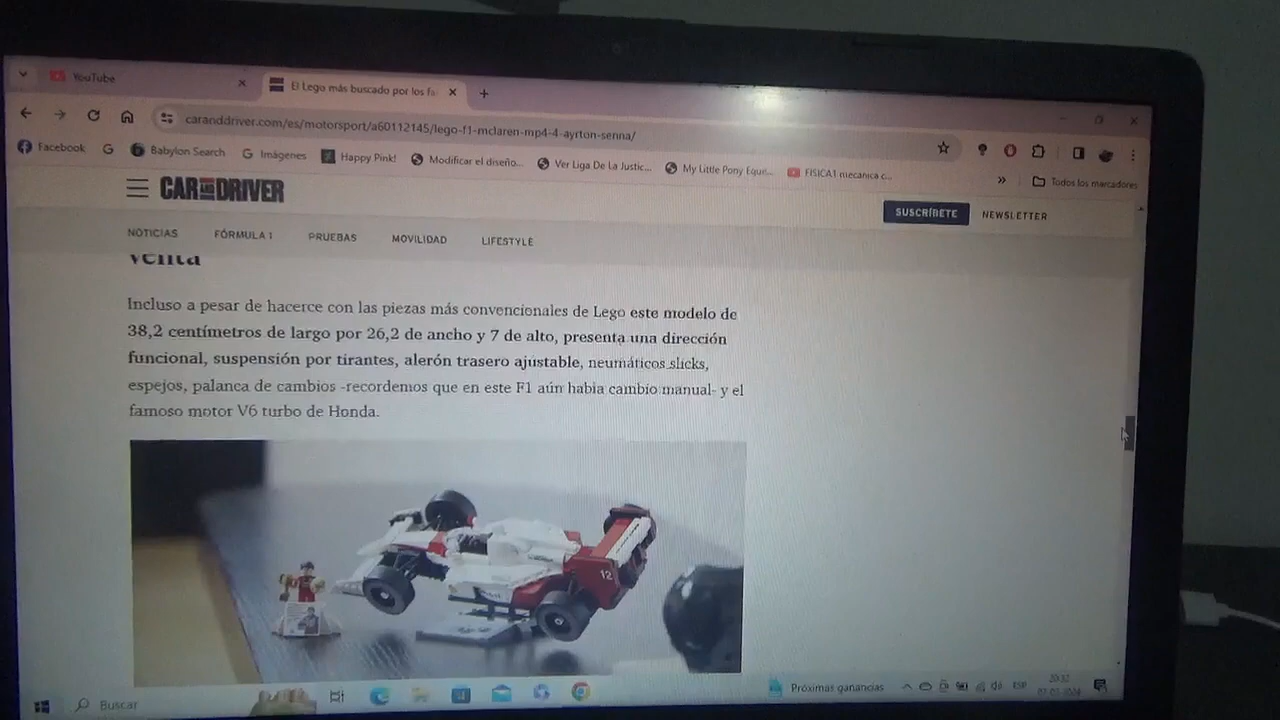 YouTube
El Lego más buscado por los fa
caranddriver.com/es/motorsport/a60112145/lego-f1-mclaren-mp4-4-ayrton-senna/
Facebook
Babylon Search
Imágenes
Happy Pink!
Modificar el diseño...
Ver Liga De La Justic...
My Little Pony Eque...
FISICA1 mecanica c...
Todos los marcadores
CAR AND DRIVER
SUSCRÍBETE
NEWSLETTER
NOTICIAS
FÓRMULA 1
PRUEBAS
MOVILIDAD
LIFESTYLE
venta
Incluso a pesar de hacerce con las piezas más convencionales de Lego este modelo de
38,2 centímetros de largo por 26,2 de ancho y 7 de alto, presenta una dirección
funcional, suspensión por tirantes, alerón trasero ajustable, neumáticos slicks,
espejos, palanca de cambios -recordemos que en este F1 aún habia cambio manual- y el
famoso motor V6 turbo de Honda.
12
Buscar
Próximas ganancias
ESP
20:32